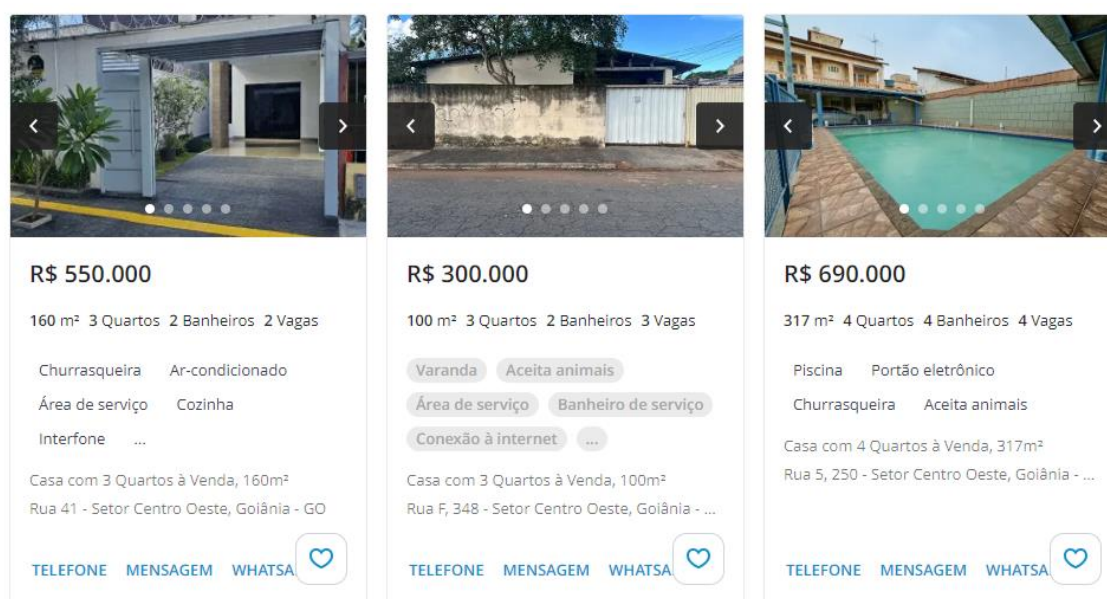 R$ 550.000
160 m² 3 Quartos 2 Banheiros 2 Vagas
Churrasqueira Ar-condicionado
Área de serviço Cozinha
Interfone ...
Casa com 3 Quartos à Venda, 160m²
Rua 41 - Setor Centro Oeste, Goiânia - GO
TELEFONE MENSAGEM WHATSA
R$ 300.000
100 m² 3 Quartos 2 Banheiros 3 Vagas
Varanda Aceita animais
Área de serviço Banheiro de serviço
Conexão à internet ...
Casa com 3 Quartos à Venda, 100m²
Rua F, 348 - Setor Centro Oeste, Goiânia - ...
TELEFONE MENSAGEM WHATSA
R$ 690.000
317 m² 4 Quartos 4 Banheiros 4 Vagas
Piscina Portão eletrônico
Churrasqueira Aceita animais
Casa com 4 Quartos à Venda, 317m²
Rua 5, 250 - Setor Centro Oeste, Goiânia - ...
TELEFONE MENSAGEM WHATSA